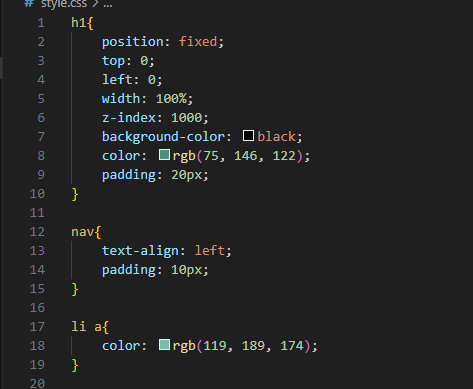 # style.css > ...
1 h1{
2 position: fixed;
3 top: 0;
4 left: 0;
5 width: 100%;
6 z-index: 1000;
7 background-color: black;
8 color: rgb(75, 146, 122);
9 padding: 20px;
10 }
11
12 nav{
13 text-align: left;
14 padding: 10px;
15 }
16
17 li a{
18 color: rgb(119, 189, 174);
19 }
20